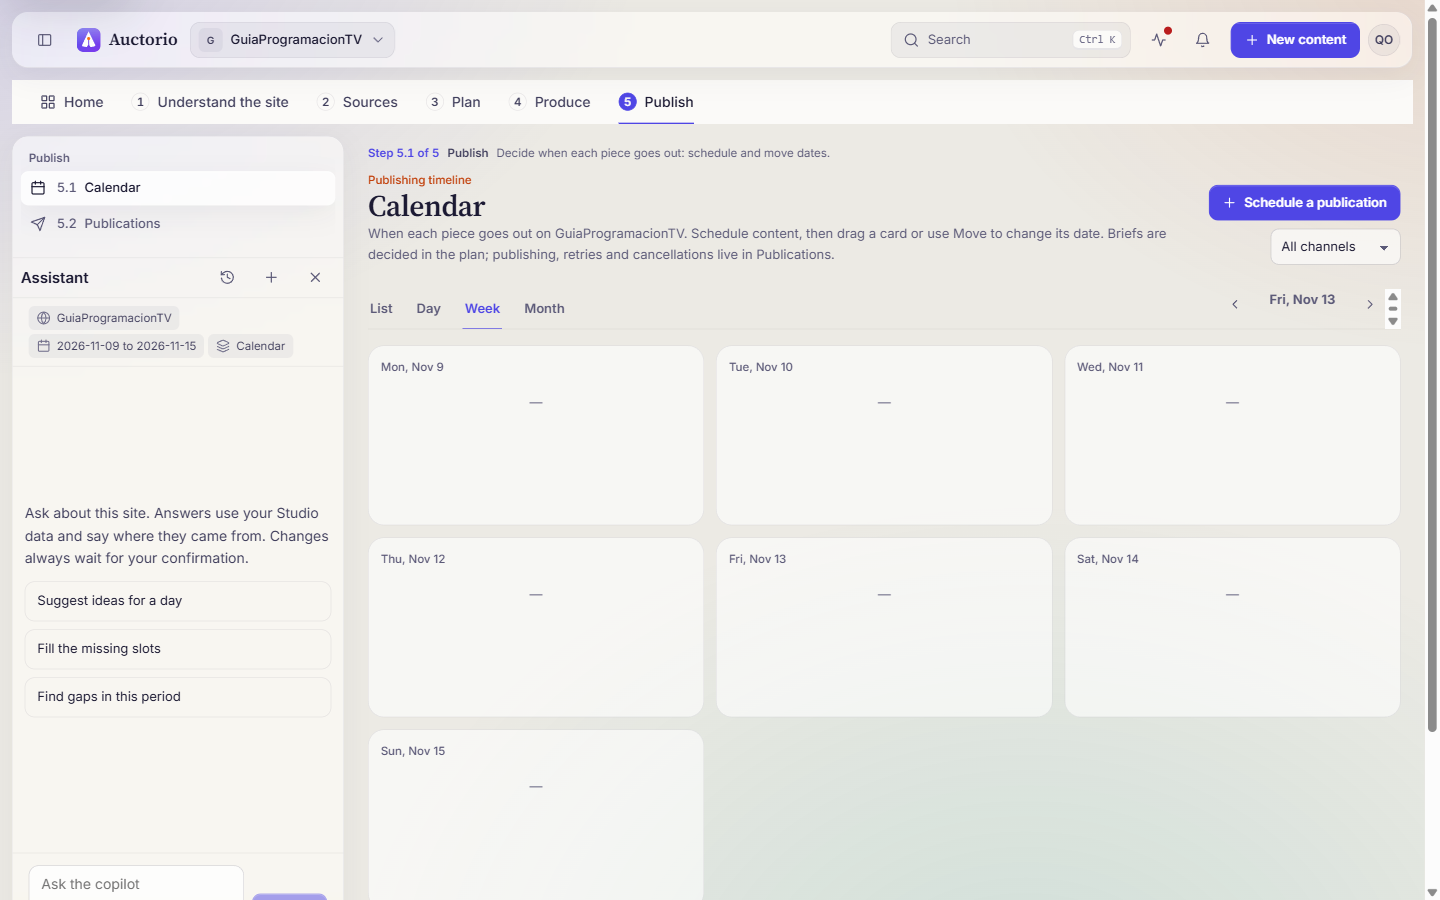 Auctorio
G GuiaProgramacionTV
Search Ctrl K
New content
QO
Home
1 Understand the site
2 Sources
3 Plan
4 Produce
5 Publish
Publish
5.1 Calendar
5.2 Publications
Assistant
GuiaProgramacionTV
2026-11-09 to 2026-11-15
Calendar
Ask about this site. Answers use your Studio
data and say where they came from. Changes
always wait for your confirmation.
Suggest ideas for a day
Fill the missing slots
Find gaps in this period
Ask the copilot
Step 5.1 of 5 Publish Decide when each piece goes out: schedule and move dates.
Publishing timeline
Calendar
When each piece goes out on GuiaProgramacionTV. Schedule content, then drag a card or use Move to change its date. Briefs are
decided in the plan; publishing, retries and cancellations live in Publications.
Schedule a publication
All channels
List Day Week Month
Fri, Nov 13
Mon, Nov 9
—
Tue, Nov 10
—
Wed, Nov 11
—
Thu, Nov 12
—
Fri, Nov 13
—
Sat, Nov 14
—
Sun, Nov 15
—